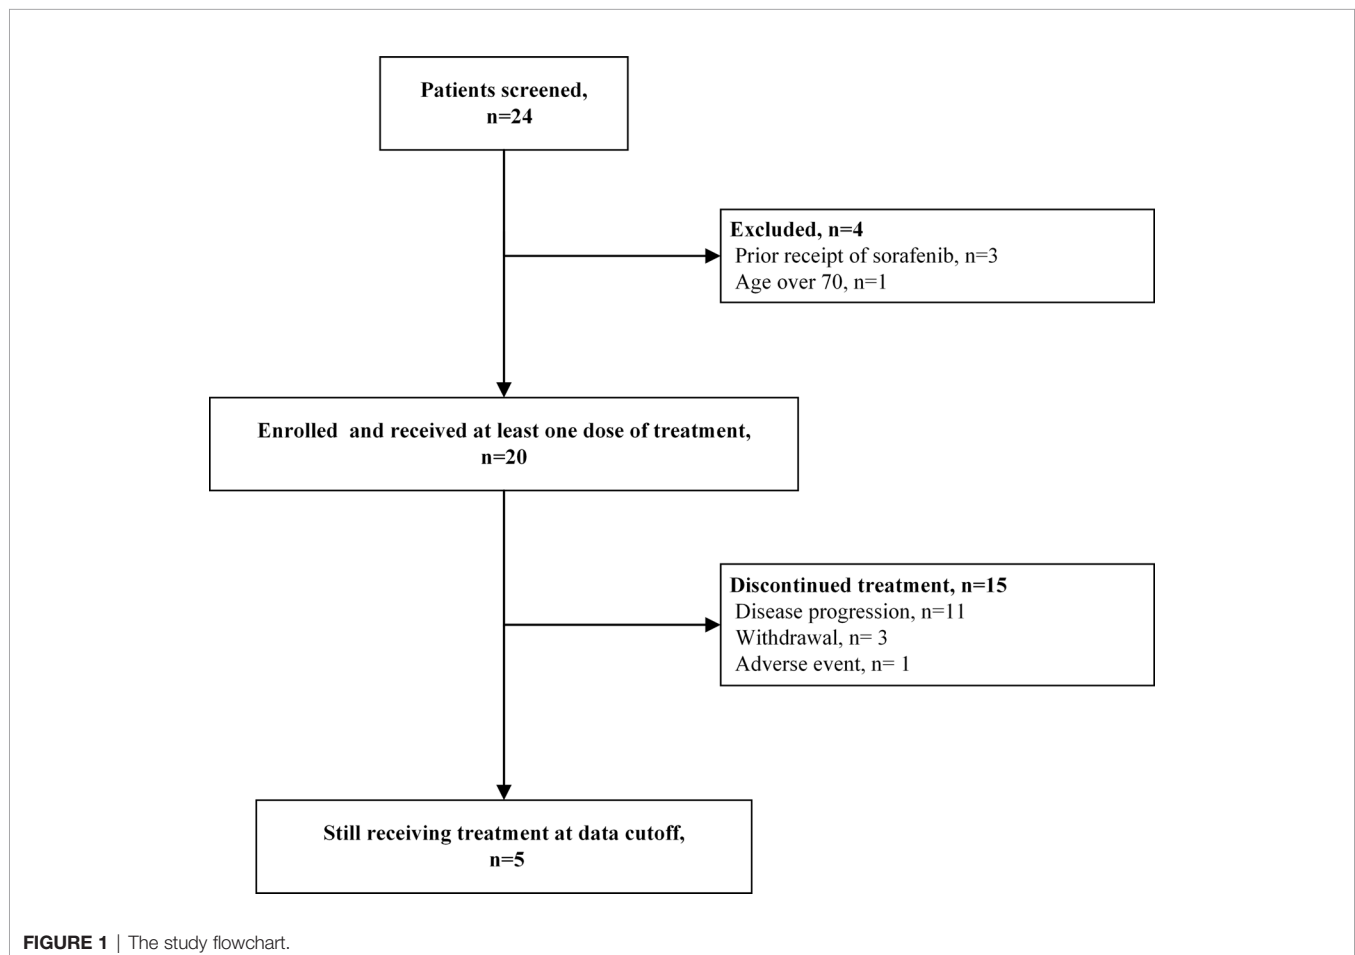 Patients screened,
n=24
Excluded, n=4
Prior receipt of sorafenib, n=3
Age over 70, n=1
Enrolled and received at least one dose of treatment,
n=20
Discontinued treatment, n=15
Disease progression, n=11
Withdrawal, n= 3
Adverse event, n= 1
Still receiving treatment at data cutoff,
n=5
FIGURE 1 | The study flowchart.